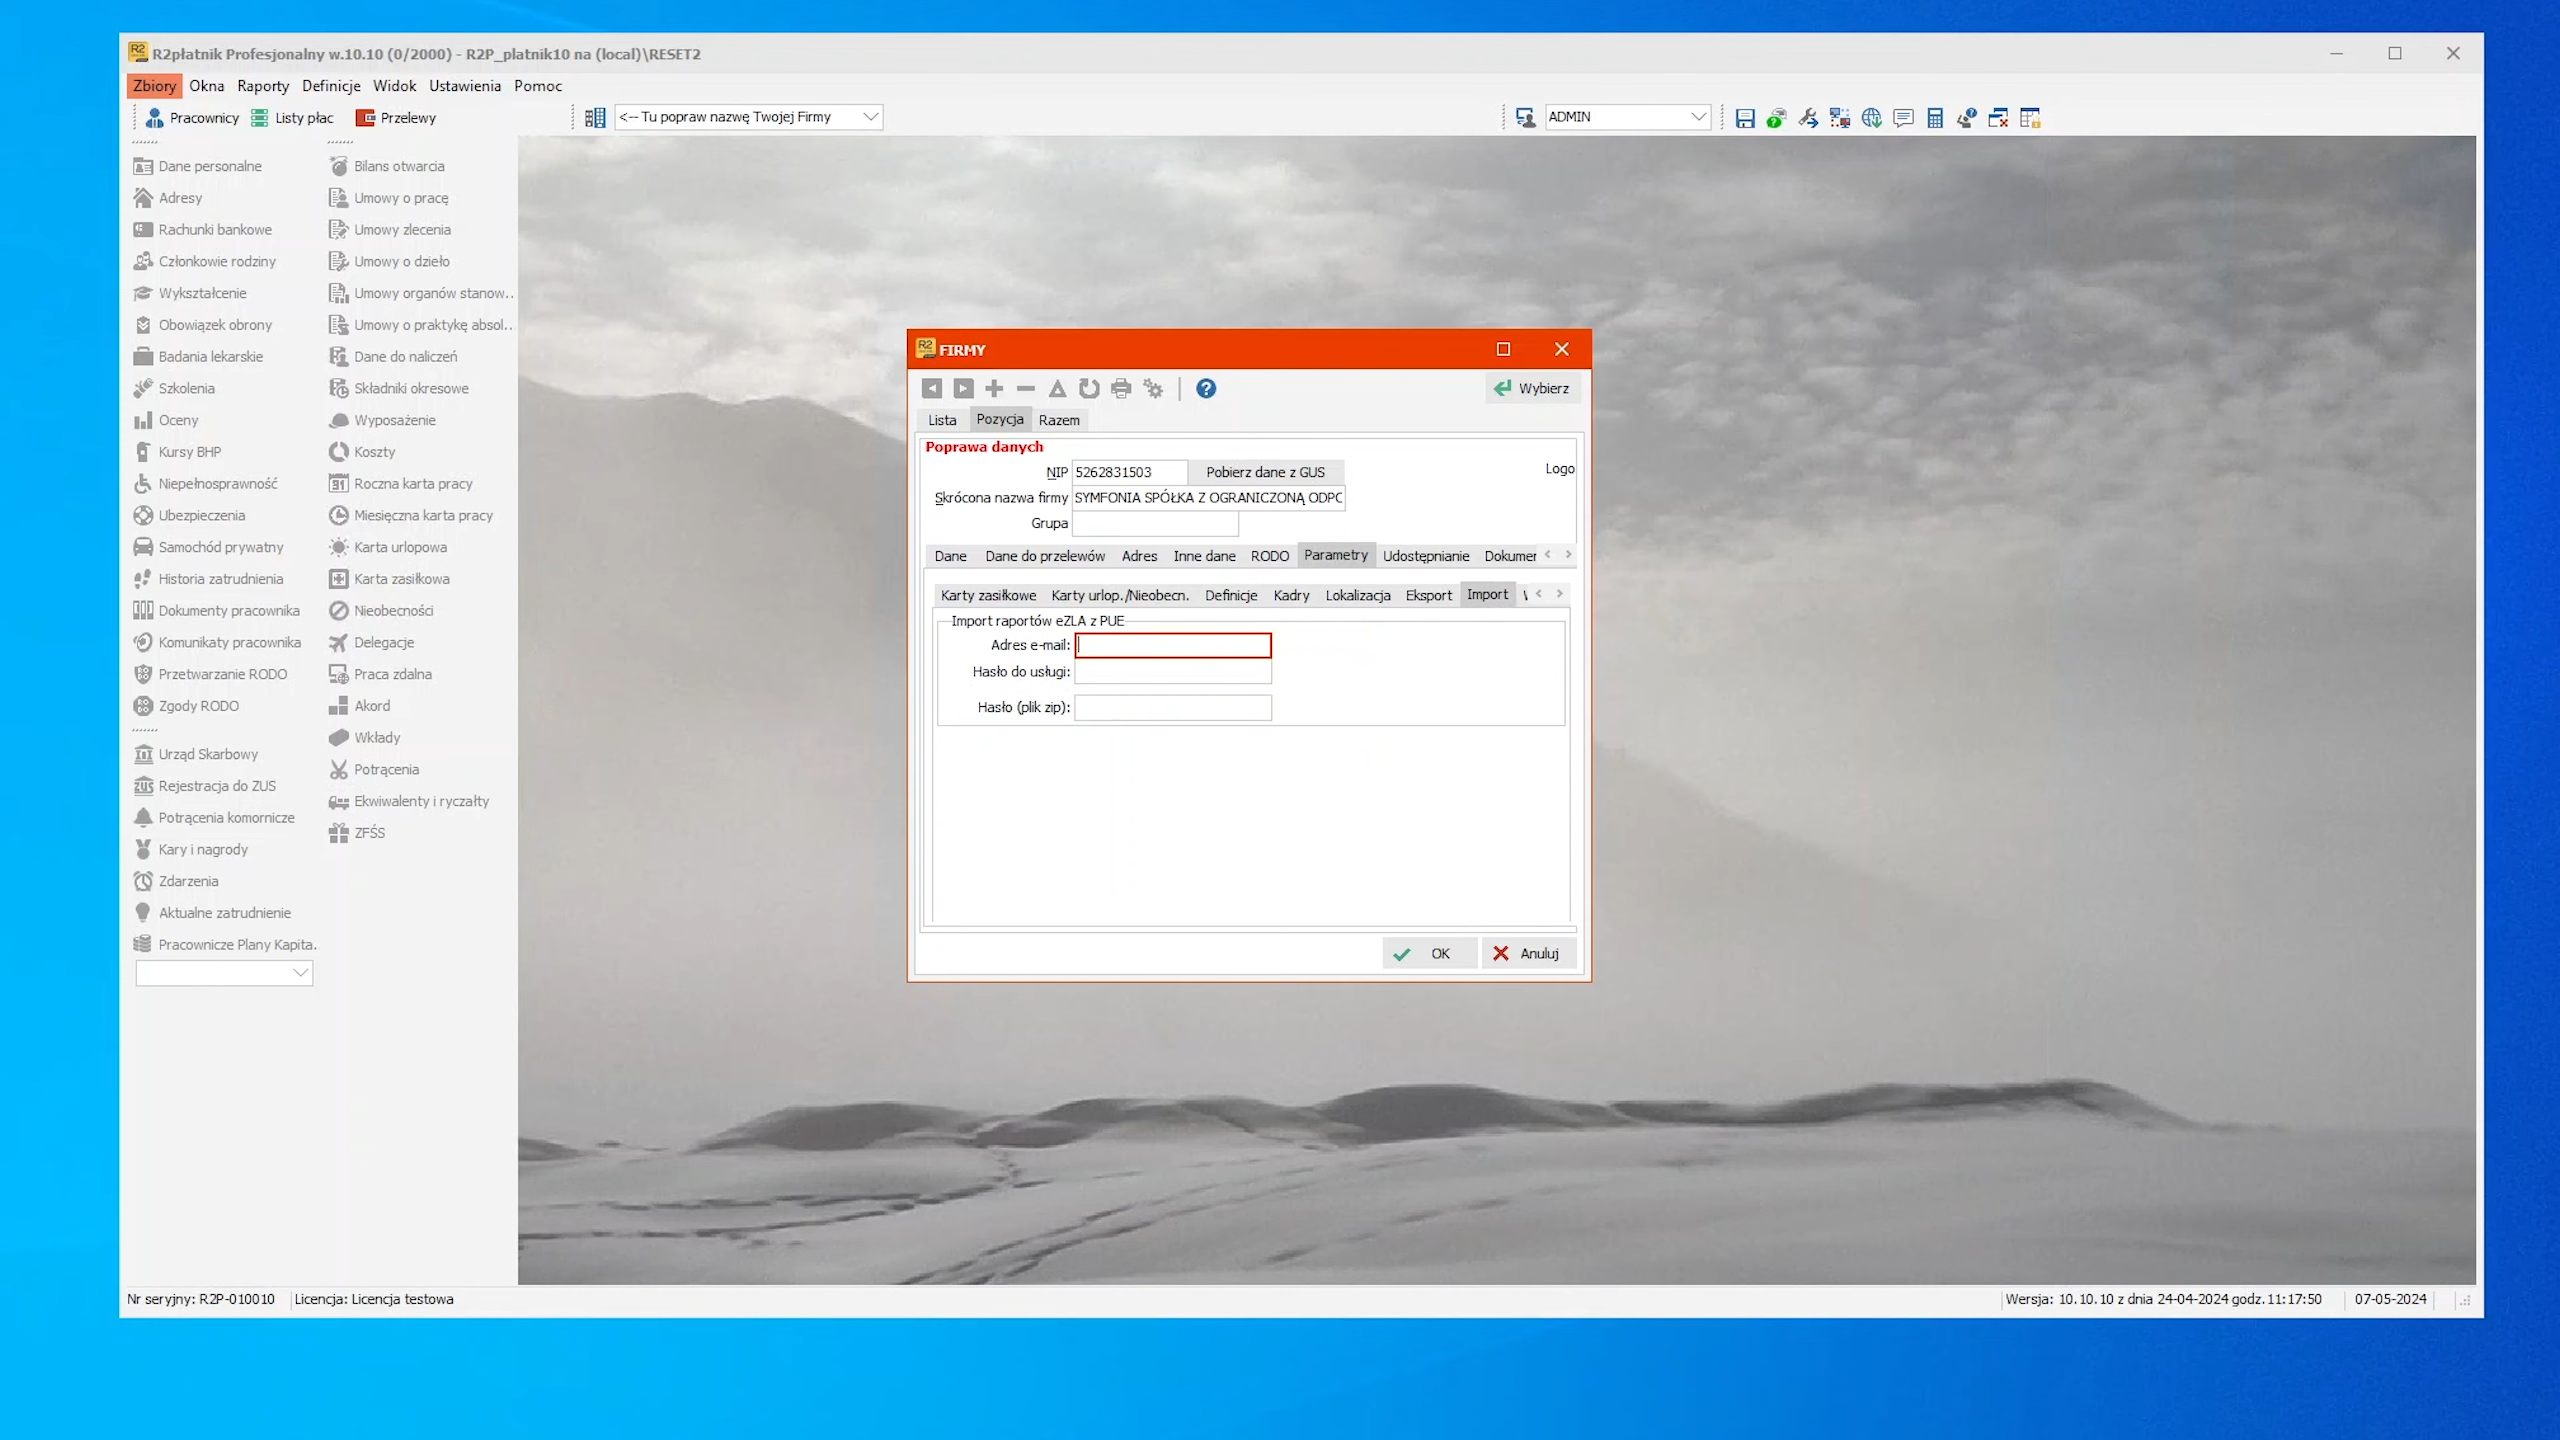 R2płatnik Profesjonalny w.10.10 (0/2000) - R2P_platnik10 na (local)\RESET2
Zbiory Okna Raporty Definicje Widok Ustawienia Pomoc
Pracownicy Listy płac Przelewy <-- Tu popraw nazwę Twojej Firmy ADMIN
Dane personalne
Adresy
Rachunki bankowe
Członkowie rodziny
Wykształcenie
Obowiązek obrony
Badania lekarskie
Szkolenia
Oceny
Kursy BHP
Niepełnosprawność
Ubezpieczenia
Samochód prywatny
Historia zatrudnienia
Dokumenty pracownika
Komunikaty pracownika
Przetwarzanie RODO
Zgody RODO
Urząd Skarbowy
Rejestracja do ZUS
Potrącenia komornicze
Kary i nagrody
Zdarzenia
Aktualne zatrudnienie
Pracownicze Plany Kapita.
Bilans otwarcia
Umowy o pracę
Umowy zlecenia
Umowy o dzieło
Umowy organów stanow...
Umowy o praktykę absol...
Dane do naliczeń
Składniki okresowe
Wyposażenie
Koszty
Roczna karta pracy
Miesięczna karta pracy
Karta urlopowa
Karta zasiłkowa
Nieobecności
Delegacje
Praca zdalna
Akord
Wkłady
Potrącenia
Ekwiwalenty i ryczałty
ZFŚS
FIRMY
Wybierz
Lista Pozycja Razem
Poprawa danych
NIP 5262831503 Pobierz dane z GUS Logo
Skrócona nazwa firmy SYMFONIA SPÓŁKA Z OGRANICZONĄ ODPO
Grupa
Dane Dane do przelewów Adres Inne dane RODO Parametry Udostępnianie Dokumer
Karty zasiłkowe Karty urlop./Nieobecn. Definicje Kadry Lokalizacja Eksport Import
Import raportów eZLA z PUE
Adres e-mail:
Hasło do usługi:
Hasło (plik zip):
OK Anuluj
Nr seryjny: R2P-010010 Licencja: Licencja testowa Wersja: 10.10.10 z dnia 24-04-2024 godz.11:17:50 07-05-2024